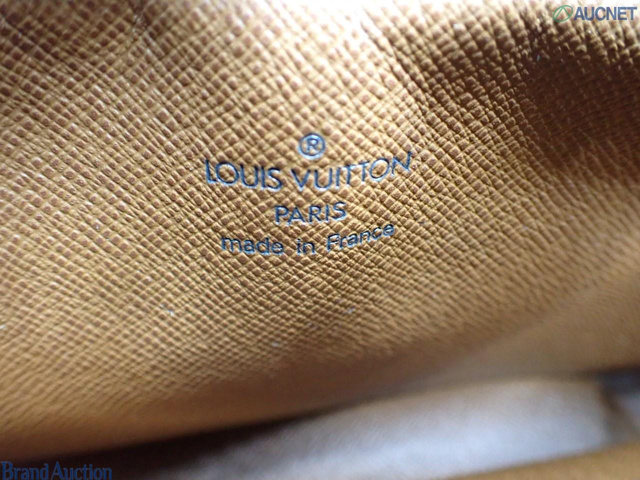 AUCNET
®
LOUIS VUITTON
PARIS
made in France
Brand Auction